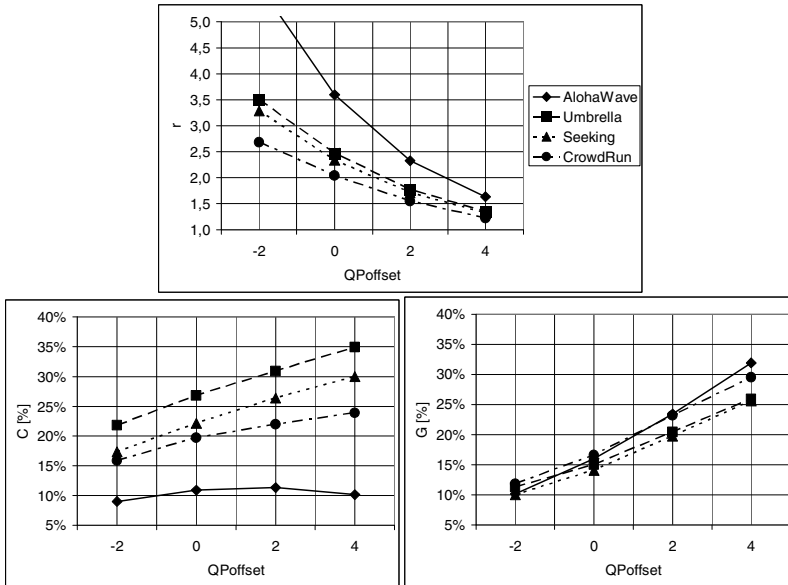 5,0
4,5
4,0
3,5
3,0
2,5
2,0
1,5
1,0
r
-2 0 2 4
QPoffset
AlohaWave
Umbrella
Seeking
CrowdRun
40%
35%
30%
25%
20%
15%
10%
5%
C [%]
-2 0 2 4
QPoffset
40%
35%
30%
25%
20%
15%
10%
5%
G [%]
-2 0 2 4
QPoffset